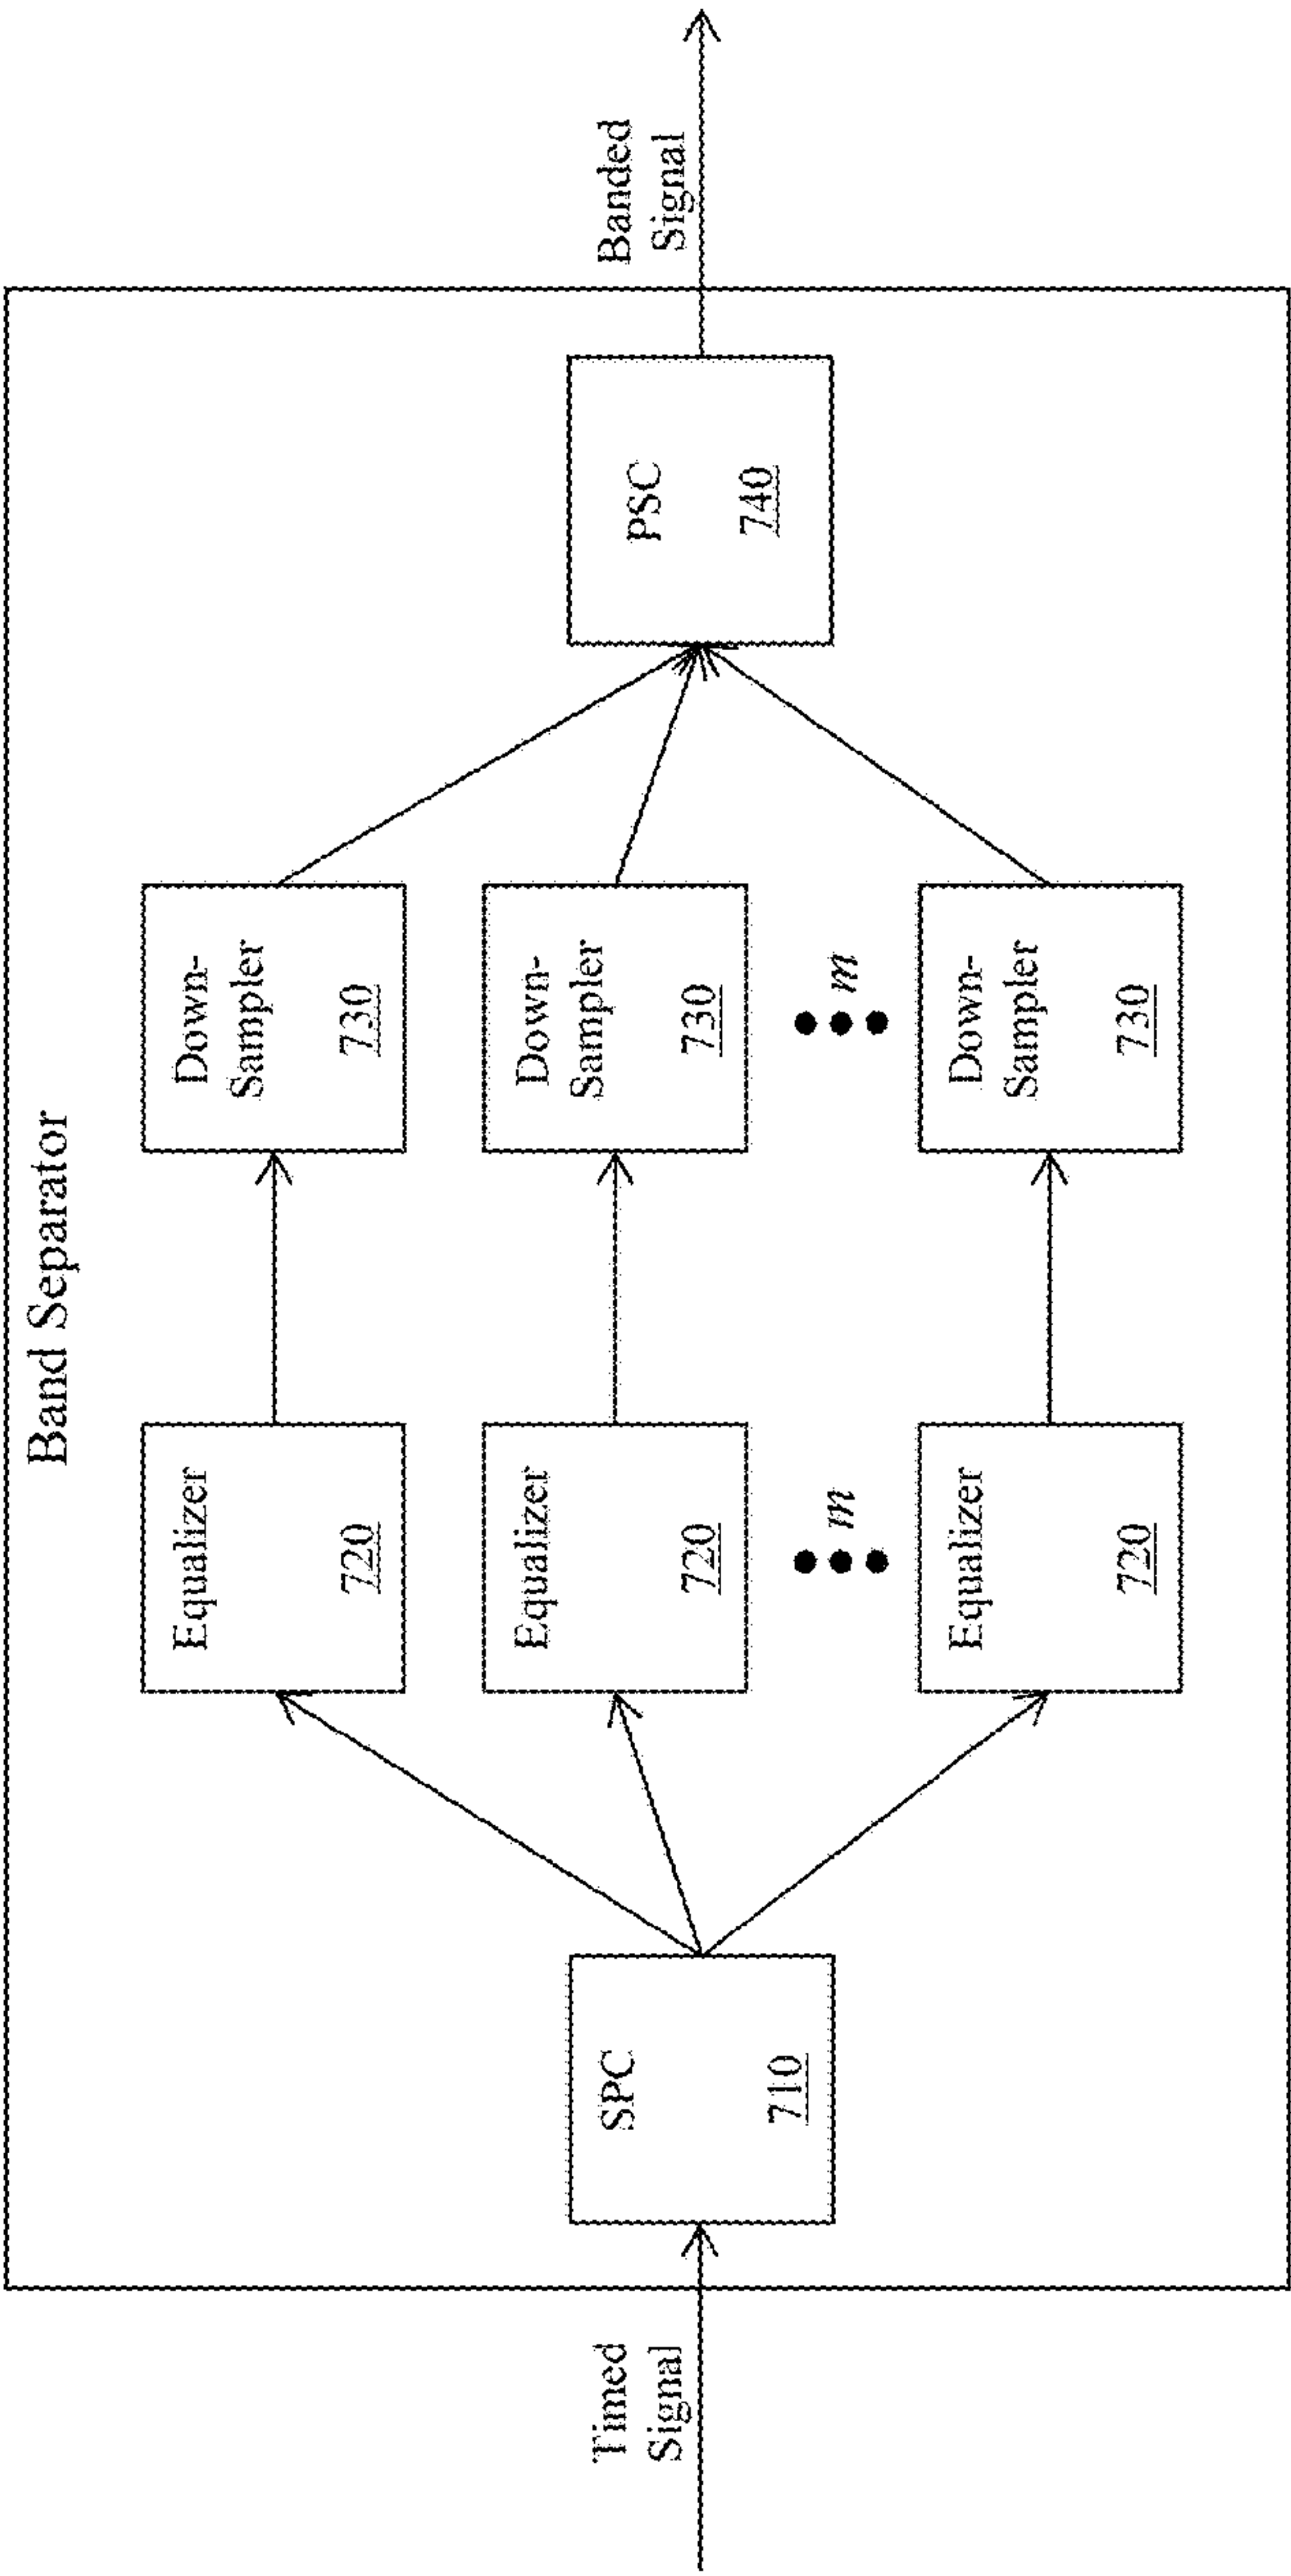 Band Separator
Timed
Signal
SPC
710
Equalizer
720
Equalizer
720
m
Equalizer
720
Down-
Sampler
730
Down-
Sampler
730
m
Down-
Sampler
730
PSC
740
Banded
Signal